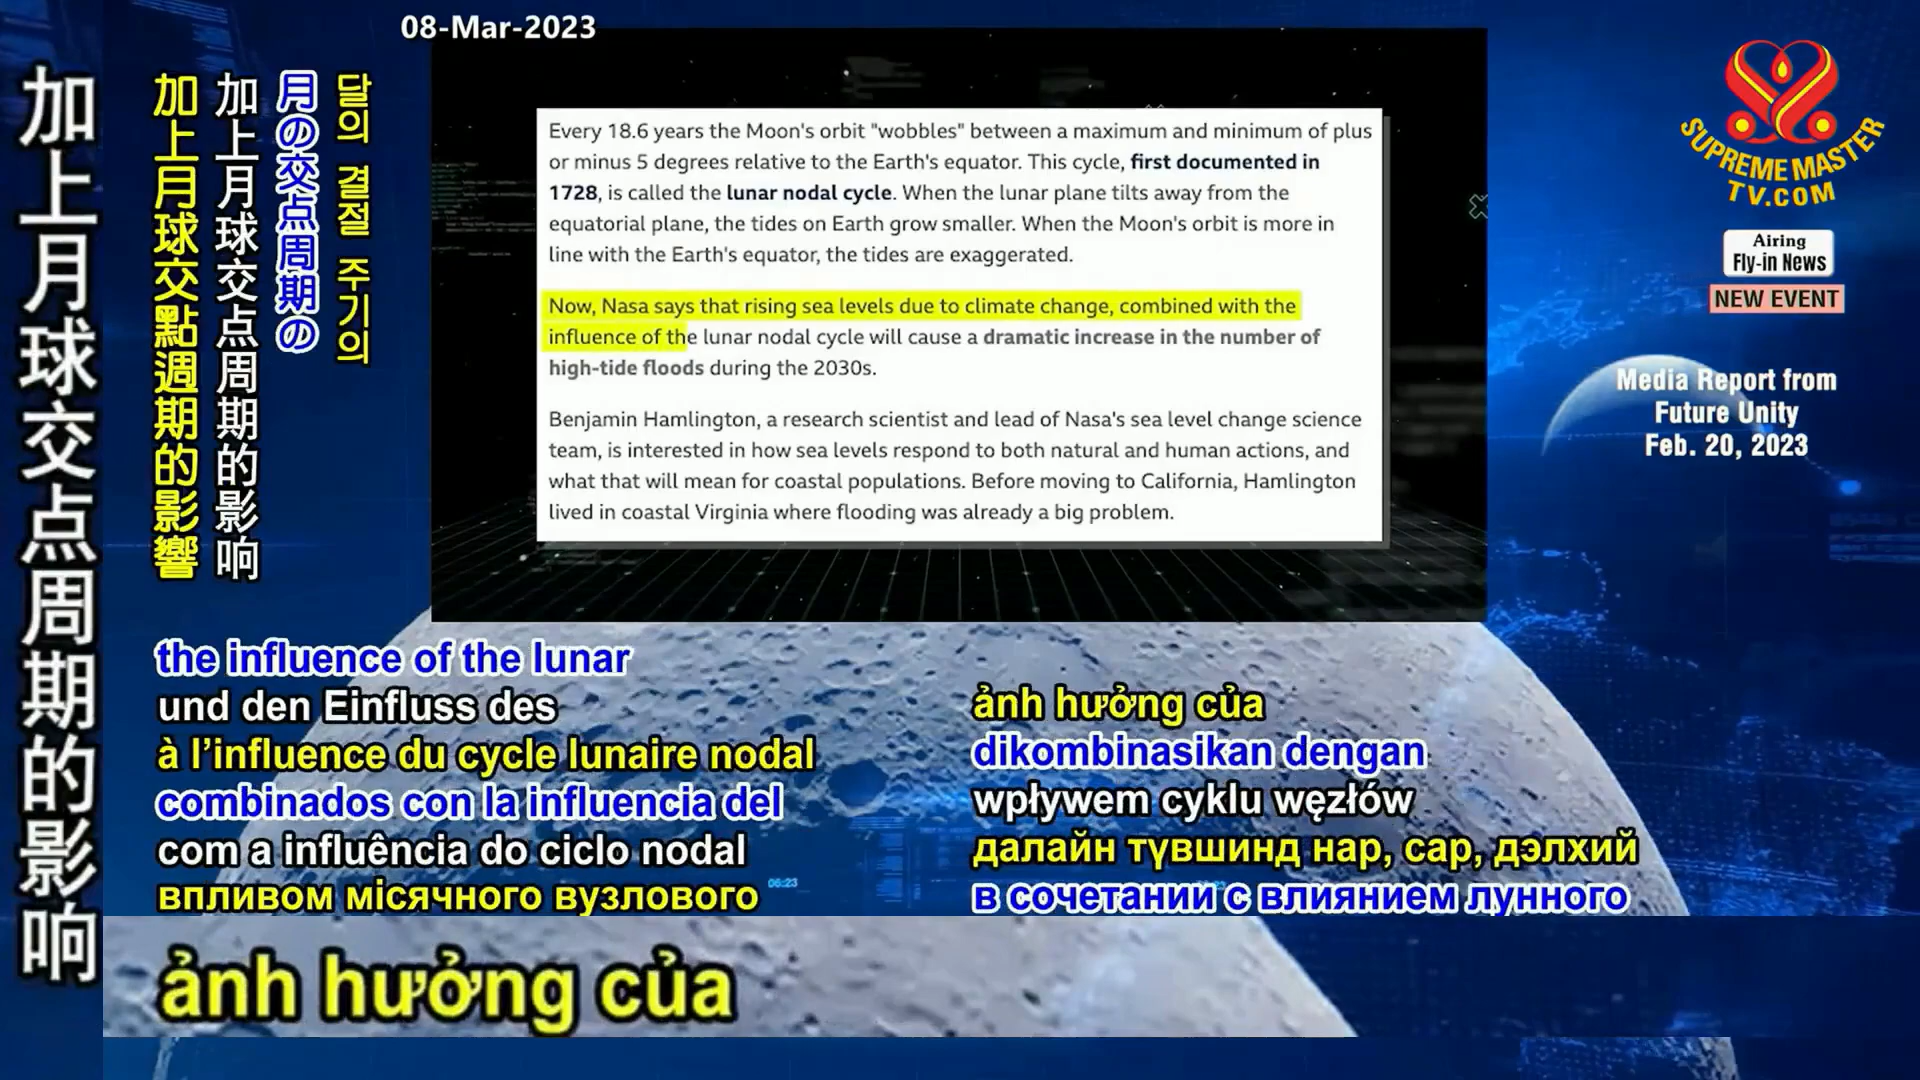 08-Mar-2023
加上月球交点周期的影响
加上月球交點週期的影響
加上月球交点周期的影响
月の交点周期の
달의 결절 주기의
Every 18.6 years the Moon's orbit "wobbles" between a maximum and minimum of plus
or minus 5 degrees relative to the Earth's equator. This cycle, first documented in
1728, is called the lunar nodal cycle. When the lunar plane tilts away from the
equatorial plane, the tides on Earth grow smaller. When the Moon's orbit is more in
line with the Earth's equator, the tides are exaggerated.
Now, Nasa says that rising sea levels due to climate change, combined with the
influence of the lunar nodal cycle will cause a dramatic increase in the number of
high-tide floods during the 2030s.
Benjamin Hamlington, a research scientist and lead of Nasa's sea level change science
team, is interested in how sea levels respond to both natural and human actions, and
what that will mean for coastal populations. Before moving to California, Hamlington
lived in coastal Virginia where flooding was already a big problem.
SUPREME MASTER
TV.COM
Airing
Fly-in News
NEW EVENT
Media Report from
Future Unity
Feb. 20, 2023
the influence of the lunar
und den Einfluss des
à l'influence du cycle lunaire nodal
combinados con la influencia del
com a influência do ciclo nodal
впливом місячного вузлового
06:23
ảnh hưởng của
dikombinasikan dengan
wpływem cyklu węzłów
далайн түвшинд нар, сар, дэлхий
в сочетании с влиянием лунного
ảnh hưởng của